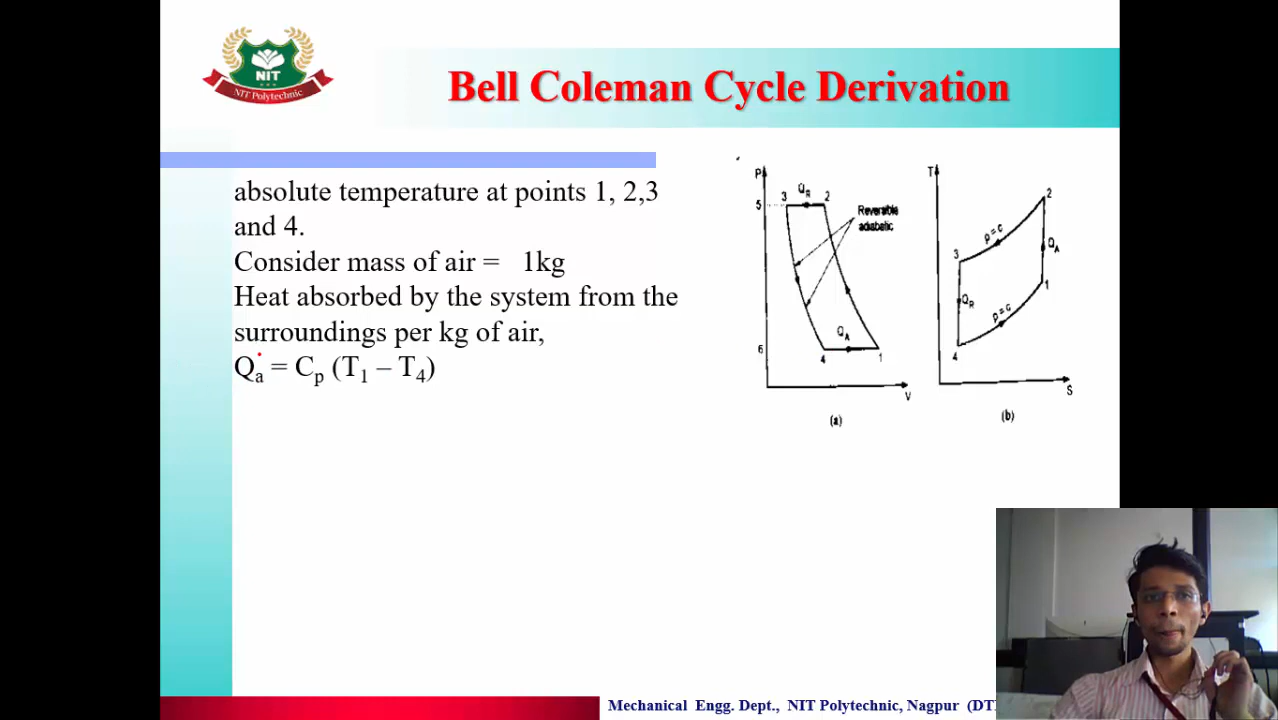 NIT
NIT Polytechnic
Bell Coleman Cycle Derivation
absolute temperature at points 1, 2,3
and 4.
Consider mass of air = 1kg
Heat absorbed by the system from the
surroundings per kg of air,
Qa = Cp (T1 – T4)
P
3
QR
2
5
Reversible
adiabatic
QA
6
4
1
V
(a)
T
2
p=c
3
QA
QR
1
p=c
4
S
(b)
Mechanical Engg. Dept., NIT Polytechnic, Nagpur (DT